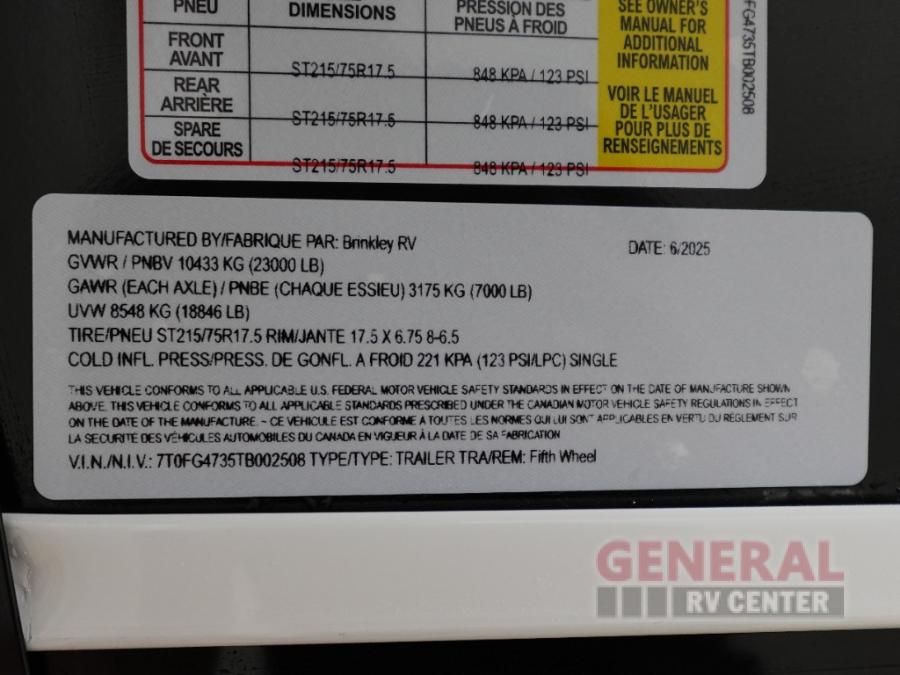 PNEU
DIMENSIONS
PRESSION DES
PNEUS À FROID
SEE OWNER'S
MANUAL FOR
ADDITIONAL
INFORMATION
VOIR LE MANUEL
DE L'USAGER
POUR PLUS DE
RENSEIGNEMENTS
FRONT
AVANT
ST215/75R17.5 848 KPA / 123 PSI
REAR
ARRIÈRE
ST215/75R17.5 848 KPA / 123 PSI
SPARE
DE SECOURS
ST215/75R17.5 848 KPA / 123 PSI
FG4735TB002508
MANUFACTURED BY/FABRIQUE PAR: Brinkley RV DATE: 6/2025
GVWR / PNBV 10433 KG (23000 LB)
GAWR (EACH AXLE) / PNBE (CHAQUE ESSIEU) 3175 KG (7000 LB)
UVW 8548 KG (18846 LB)
TIRE/PNEU ST215/75R17.5 RIM/JANTE 17.5 X 6.75 8-6.5
COLD INFL. PRESS/PRESS. DE GONFL. A FROID 221 KPA (123 PSI/LPC) SINGLE
THIS VEHICLE CONFORMS TO ALL APPLICABLE U.S. FEDERAL MOTOR VEHICLE SAFETY STANDARDS IN EFFECT ON THE DATE OF MANUFACTURE SHOWN
ABOVE. THIS VEHICLE CONFORMS TO ALL APPLICABLE STANDARDS PRESCRIBED UNDER THE CANADIAN MOTOR VEHICLE SAFETY REGULATIONS IN EFFECT
ON THE DATE OF THE MANUFACTURE. - CE VEHICULE EST CONFORME A TOUTES LES NORMES QUI LUI SONT APPLICABLES EN VERTU DU REGLEMENT SUR
LA SECURITE DES VÉHICULES AUTOMOBILES DU CANADA EN VIGUEUR À LA DATE DE SA FABRICATION
V.I.N./N.I.V.: 7T0FG4735TB002508 TYPE/TYPE: TRAILER TRA/REM: Fifth Wheel
GENERAL
RV CENTER